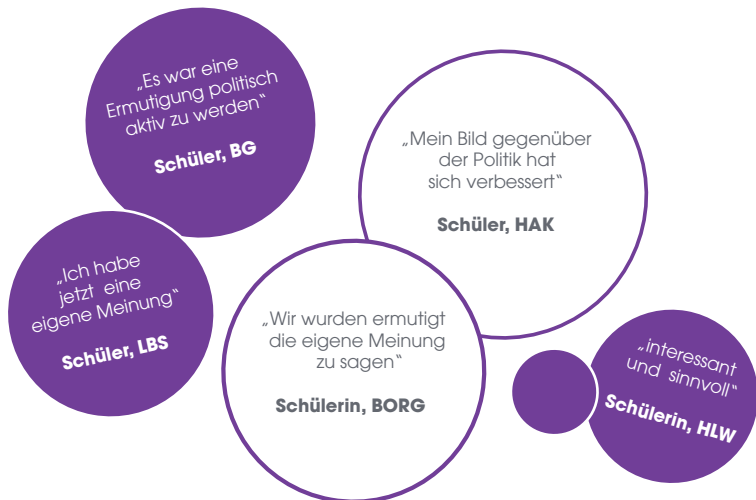 „Es war eine
Ermutigung politisch
aktiv zu werden“
Schüler, BG
„Mein Bild gegenüber
der Politik hat
sich verbessert“
Schüler, HAK
„Ich habe
jetzt eine
eigene Meinung“
Schüler, LBS
„Wir wurden ermutigt
die eigene Meinung
zu sagen“
Schülerin, BORG
„interessant
und sinnvoll“
Schülerin, HLW